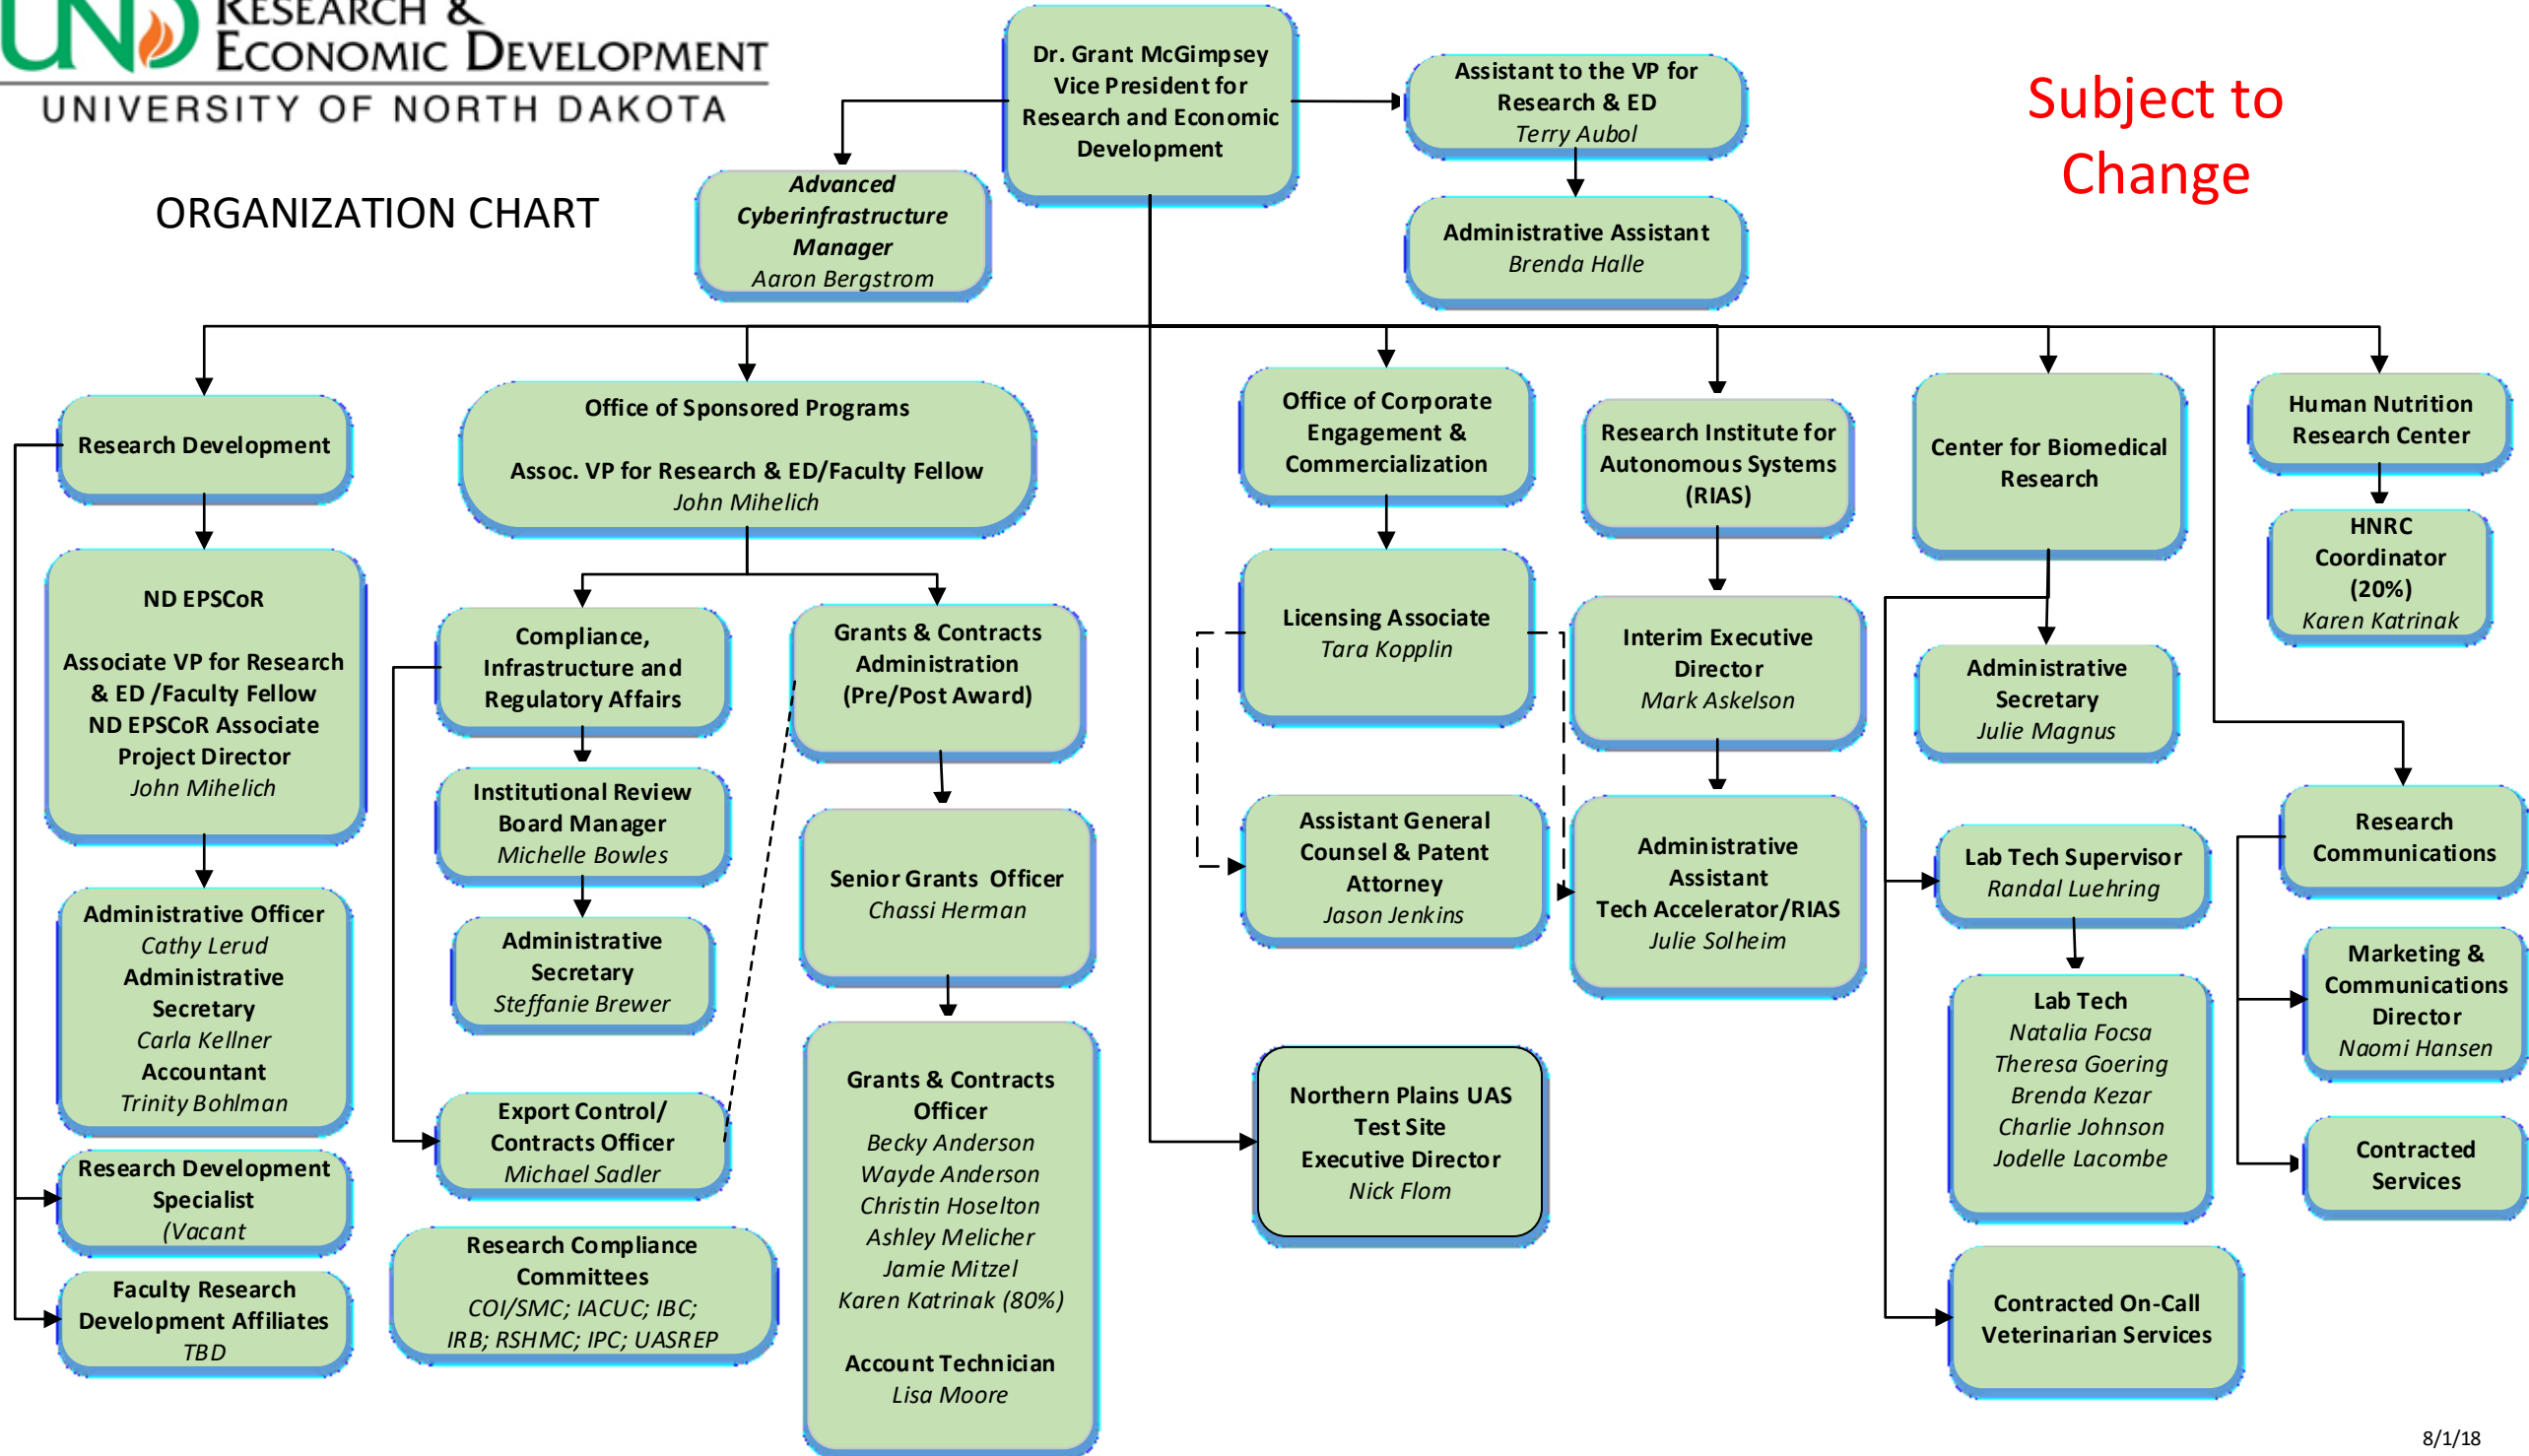 UND RESEARCH &
ECONOMIC DEVELOPMENT
UNIVERSITY OF NORTH DAKOTA
ORGANIZATION CHART
Subject to
Change
Dr. Grant McGimpsey
Vice President for
Research and Economic
Development
Assistant to the VP for
Research & ED
Terry Aubol
Administrative Assistant
Brenda Halle
Advanced
Cyberinfrastructure
Manager
Aaron Bergstrom
Research Development
ND EPSCoR
Associate VP for Research
& ED /Faculty Fellow
ND EPSCoR Associate
Project Director
John Mihelich
Administrative Officer
Cathy Lerud
Administrative
Secretary
Carla Kellner
Accountant
Trinity Bohlman
Research Development
Specialist
(Vacant
Faculty Research
Development Affiliates
TBD
Office of Sponsored Programs
Assoc. VP for Research & ED/Faculty Fellow
John Mihelich
Compliance,
Infrastructure and
Regulatory Affairs
Institutional Review
Board Manager
Michelle Bowles
Administrative
Secretary
Steffanie Brewer
Export Control/
Contracts Officer
Michael Sadler
Research Compliance
Committees
COI/SMC; IACUC; IBC;
IRB; RSHMC; IPC; UASREP
Grants & Contracts
Administration
(Pre/Post Award)
Senior Grants Officer
Chassi Herman
Grants & Contracts
Officer
Becky Anderson
Wayde Anderson
Christin Hoselton
Ashley Melicher
Jamie Mitzel
Karen Katrinak (80%)
Account Technician
Lisa Moore
Office of Corporate
Engagement &
Commercialization
Licensing Associate
Tara Kopplin
Assistant General
Counsel & Patent
Attorney
Jason Jenkins
Northern Plains UAS
Test Site
Executive Director
Nick Flom
Research Institute for
Autonomous Systems
(RIAS)
Interim Executive
Director
Mark Askelson
Administrative
Assistant
Tech Accelerator/RIAS
Julie Solheim
Center for Biomedical
Research
Administrative
Secretary
Julie Magnus
Lab Tech Supervisor
Randal Luehring
Lab Tech
Natalia Focsa
Theresa Goering
Brenda Kezar
Charlie Johnson
Jodelle Lacombe
Contracted On-Call
Veterinarian Services
Human Nutrition
Research Center
HNRC
Coordinator
(20%)
Karen Katrinak
Research
Communications
Marketing &
Communications
Director
Naomi Hansen
Contracted
Services
8/1/18